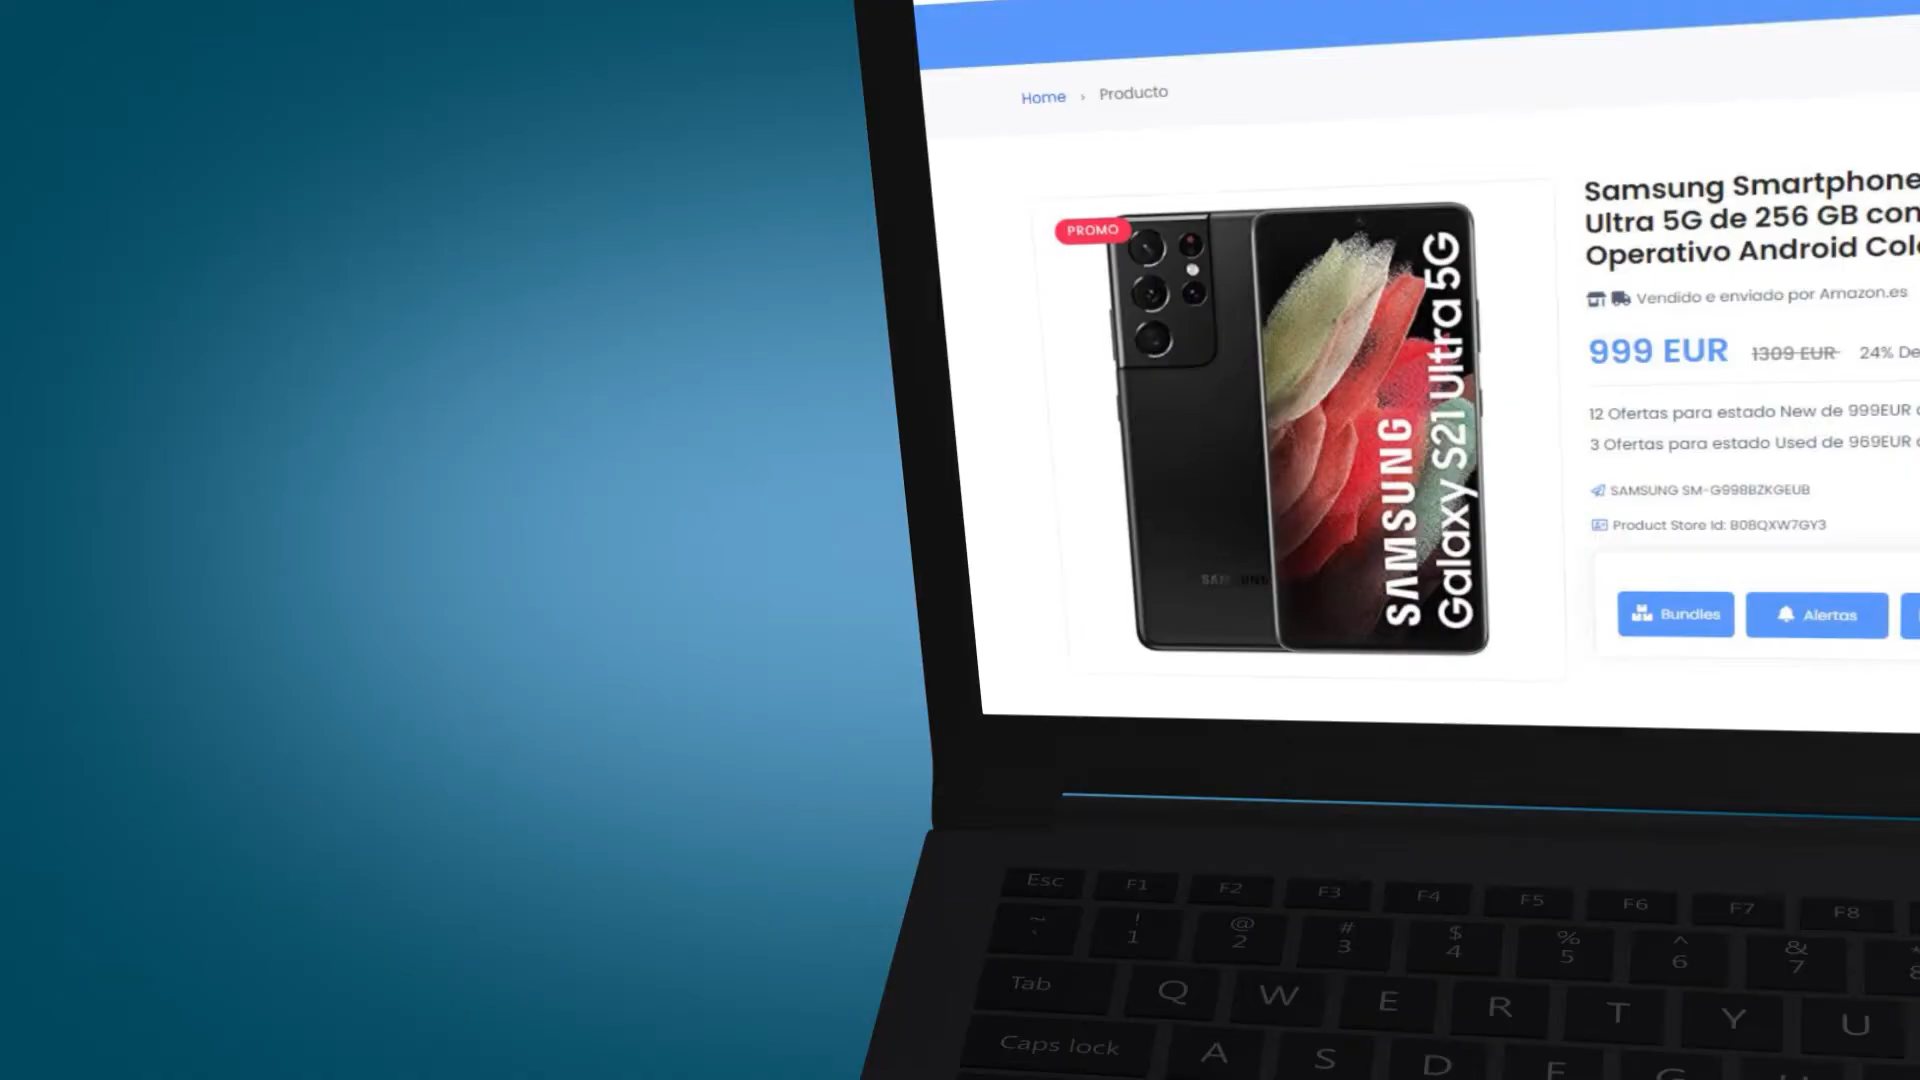 Home › Producto
PROMO
SAMSUNG
Galaxy S21 Ultra 5G
SAMSUNG
Samsung Smartphone
Ultra 5G de 256 GB con
Operativo Android
Vendido e enviado por Amazon.es
999 EUR 1309 EUR 24%
12 Ofertas para estado New de 999EUR
3 Ofertas para estado Used de 969EUR
SAMSUNG SM-G998BZKGEUB
Product Store Id: B08QXW7GY3
Bundles Alertas
Esc F1 F2 F3 F4 F5 F6 F7 F8
~ ! @ # $ % ^ & *
` 1 2 3 4 5 6 7 8
Tab Q W E R T Y U
Caps lock A S D F G